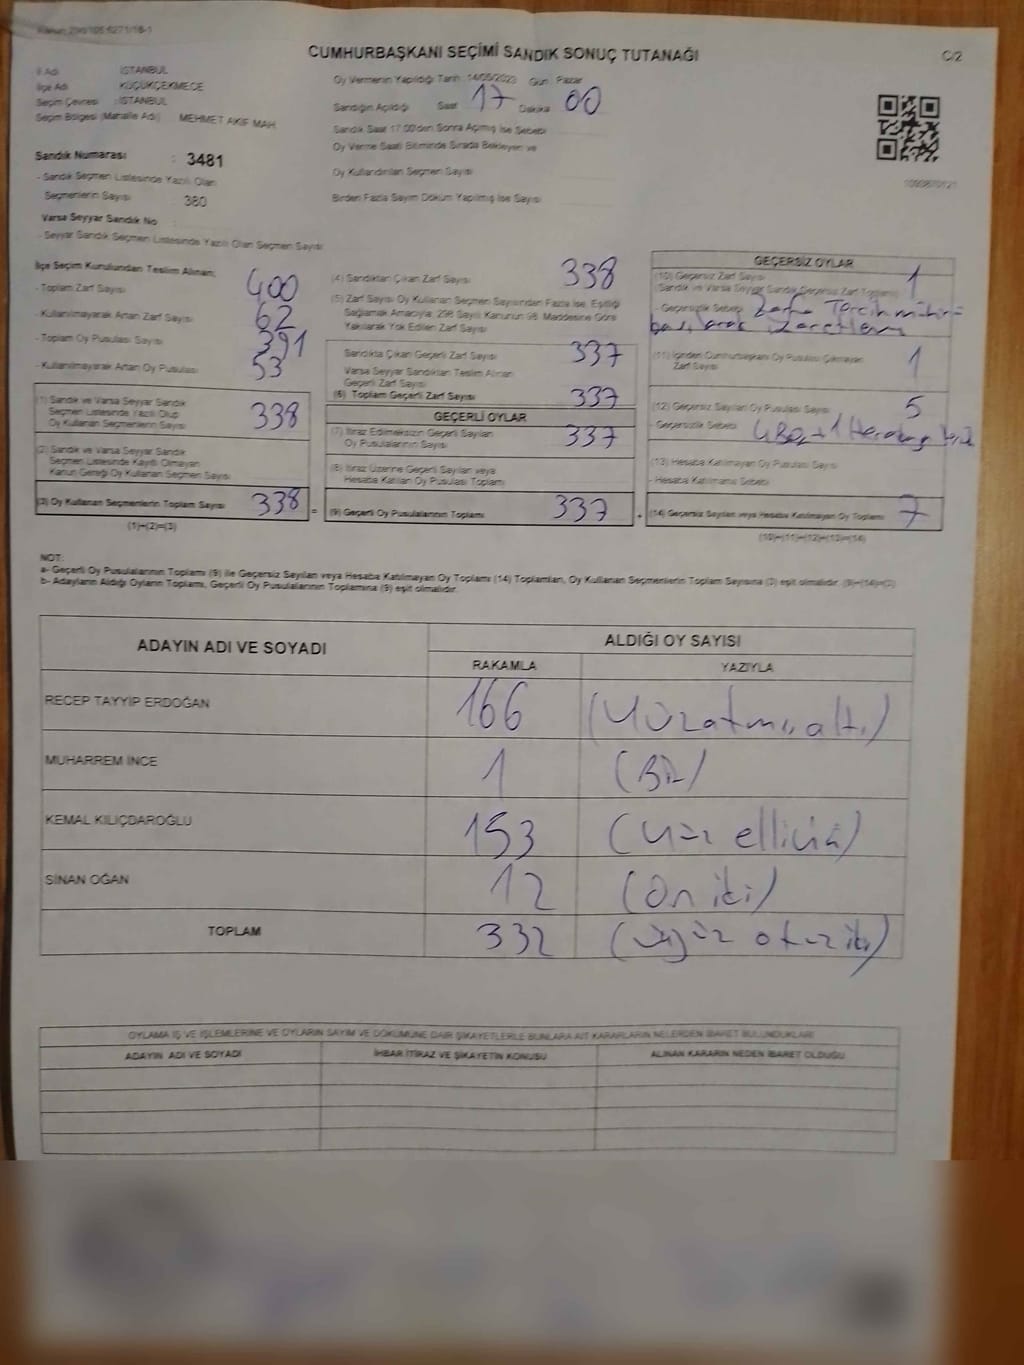 CUMHURBAŞKANI SEÇİMİ SANDIK SONUÇ TUTANAĞI
C/2
İl Adı İSTANBUL
İlçe Adı KÜÇÜKÇEKMECE
Seçim Çevresi : İSTANBUL
Seçim Bölgesi (Mahalle Adı) MEHMET AKİF MAH.
Oy Vermenin Yapıldığı Tarih : 14/05/2023 Gün : Pazar
Sandığın Açıldığı Saat 17 Dakika 00
Sandık Saat 17.00'den Sonra Açılmış İse Sebebi
Oy Verme Saati Bitiminde Sırada Bekleyen ve
Oy Kullandırılan Seçmen Sayısı
Birden Fazla Sayım Döküm Yapılmış İse Sayısı
Sandık Numarası : 3481
- Sandık Seçmen Listesinde Yazılı Olan
Seçmenlerin Sayısı : 380
Varsa Seyyar Sandık No
- Seyyar Sandık Seçmen Listesinde Yazılı Olan Seçmen Sayısı
İlçe Seçim Kurulundan Teslim Alınan;
- Toplam Zarf Sayısı 400
- Kullanılmayarak Artan Zarf Sayısı 62
- Toplam Oy Pusulası Sayısı 391
- Kullanılmayarak Artan Oy Pusulası 53
(1) Sandık ve Varsa Seyyar Sandık
Seçmen Listesinde Yazılı Olup
Oy Kullanan Seçmenlerin Sayısı 338
(2) Sandık ve Varsa Seyyar Sandık
Seçmen Listesinde Kayıtlı Olmayan
Kanun Gereği Oy Kullanan Seçmen Sayısı
(3) Oy Kullanan Seçmenlerin Toplam Sayısı 338
(1)+(2)=(3)
(4) Sandıktan Çıkan Zarf Sayısı 338
(5) Zarf Sayısı Oy Kullanan Seçmen Sayısından Fazla İse, Eşitliği
Sağlamak Amacıyla, 298 Sayılı Kanunun 98. Maddesine Göre
Yakılarak Yok Edilen Zarf Sayısı
Sandıkta Çıkan Geçerli Zarf Sayısı 337
Varsa Seyyar Sandıktan Teslim Alınan
Geçerli Zarf Sayısı
(6) Toplam Geçerli Zarf Sayısı 337
GEÇERLİ OYLAR
(7) İtiraz Edilmeksizin Geçerli Sayılan
Oy Pusulalarının Sayısı 337
(8) İtiraz Üzerine Geçerli Sayılan veya
Hesaba Katılan Oy Pusulası Toplamı
= (9) Geçerli Oy Pusulalarının Toplamı 337
GEÇERSİZ OYLAR
(10) Geçersiz Zarf Sayısı 1
(Sandık ve Varsa Seyyar Sandık Geçersiz Zarf Toplamı)
- Geçersizlik Sebebi Zarfa Tercih mührü
(11) İçinden Cumhurbaşkanı Oy Pusulası Çıkmayan
Zarf Sayısı 1
(12) Geçersiz Sayılan Oy Pusulası Sayısı 5
- Geçersizlik Sebebi 4 Boş + 1
(13) Hesaba Katılmayan Oy Pusula Sayısı
- Hesaba Katılmama Sebebi
+ (14) Geçersiz Sayılan veya Hesaba Katılmayan Oy Toplamı 7
(10)+(11)+(12)+(13)=(14)
NOT:
a- Geçerli Oy Pusulalarının Toplamı (9) ile Geçersiz Sayılan veya Hesaba Katılmayan Oy Toplamı (14) Toplamları, Oy Kullanan Seçmenlerin Toplam Sayısına (3) eşit olmalıdır. (9)+(14)=(3)
b- Adayların Aldığı Oyların Toplamı, Geçerli Oy Pusulalarının Toplamına (9) eşit olmalıdır.
ADAYIN ADI VE SOYADI ALDIĞI OY SAYISI
RAKAMLA YAZIYLA
RECEP TAYYİP ERDOĞAN 166 (Yüzatmışaltı)
MUHARREM İNCE 1 (Bir)
KEMAL KILIÇDAROĞLU 153 (Yüz elliüç)
SİNAN OĞAN 12 (On iki)
TOPLAM 332 (üçyüz otuz iki)
OYLAMA İŞ VE İŞLEMLERİNE VE OYLARIN SAYIM VE DÖKÜMÜNE DAİR ŞİKAYETLERLE BUNLARA AİT KARARLARIN NELERDEN İBARET BULUNDUKLARI
ADAYIN ADI VE SOYADI İHBAR İTİRAZ VE ŞİKAYETİN KONUSU ALINAN KARARIN NEDEN İBARET OLDUĞU